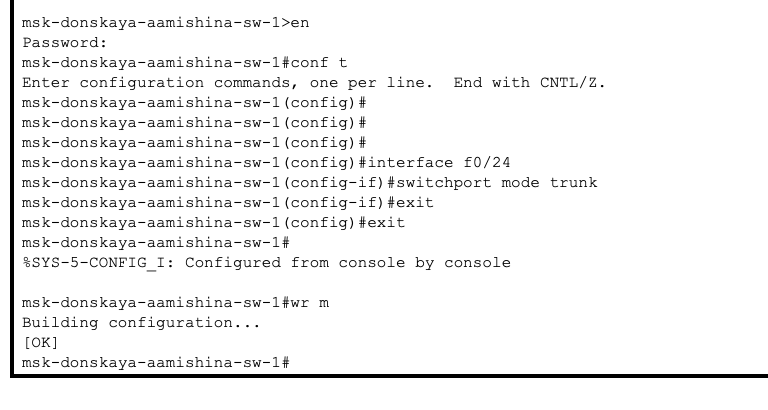 msk-donskaya-aamishina-sw-1>en
Password:
msk-donskaya-aamishina-sw-1#conf t
Enter configuration commands, one per line.  End with CNTL/Z.
msk-donskaya-aamishina-sw-1(config)#
msk-donskaya-aamishina-sw-1(config)#
msk-donskaya-aamishina-sw-1(config)#
msk-donskaya-aamishina-sw-1(config)#interface f0/24
msk-donskaya-aamishina-sw-1(config-if)#switchport mode trunk
msk-donskaya-aamishina-sw-1(config-if)#exit
msk-donskaya-aamishina-sw-1(config)#exit
msk-donskaya-aamishina-sw-1#
%SYS-5-CONFIG_I: Configured from console by console
msk-donskaya-aamishina-sw-1#wr m
Building configuration...
[OK]
msk-donskaya-aamishina-sw-1#